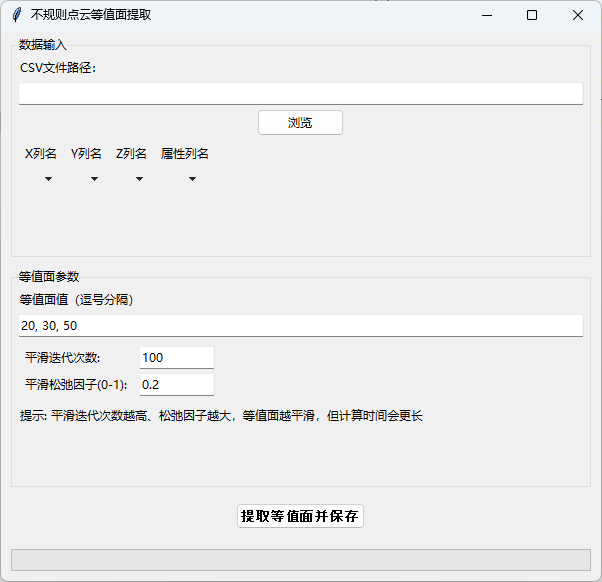 不规则点云等值面提取
数据输入
CSV文件路径:
浏览
X列名 Y列名 Z列名 属性列名
等值面参数
等值面值（逗号分隔）
20, 30, 50
平滑迭代次数: 100
平滑松弛因子(0-1): 0.2
提示: 平滑迭代次数越高、松弛因子越大，等值面越平滑，但计算时间会更长
提取等值面并保存